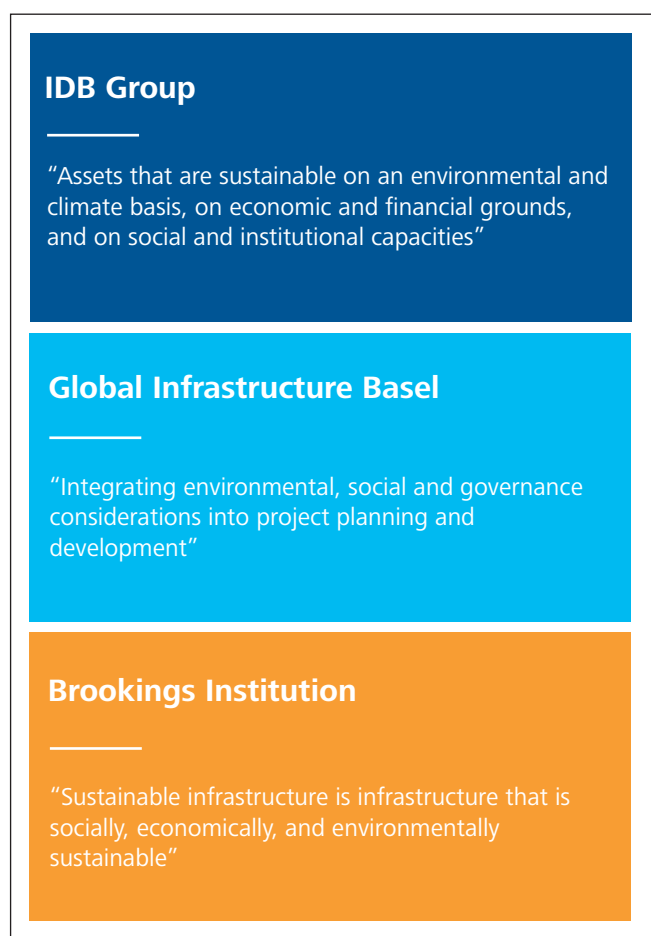 IDB Group
“Assets that are sustainable on an environmental and
climate basis, on economic and financial grounds,
and on social and institutional capacities”
Global Infrastructure Basel
“Integrating environmental, social and governance
considerations into project planning and
development”
Brookings Institution
“Sustainable infrastructure is infrastructure that is
socially, economically, and environmentally
sustainable”